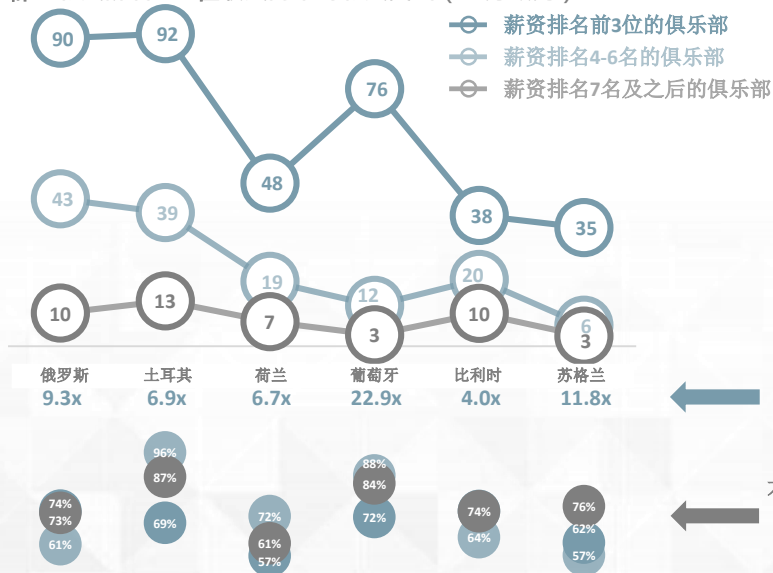 薪资排名前3位的俱乐部
薪资排名4-6名的俱乐部
薪资排名7名及之后的俱乐部
90 92 48 76 38 35
43 39 19 12 20 6
10 13 7 3 10 3
俄罗斯 土耳其 荷兰 葡萄牙 比利时 苏格兰
9.3x 6.9x 6.7x 22.9x 4.0x 11.8x
96% 88%
74% 87% 72% 84% 74% 76%
73% 69% 61% 72% 64% 62%
61% 57% 57%